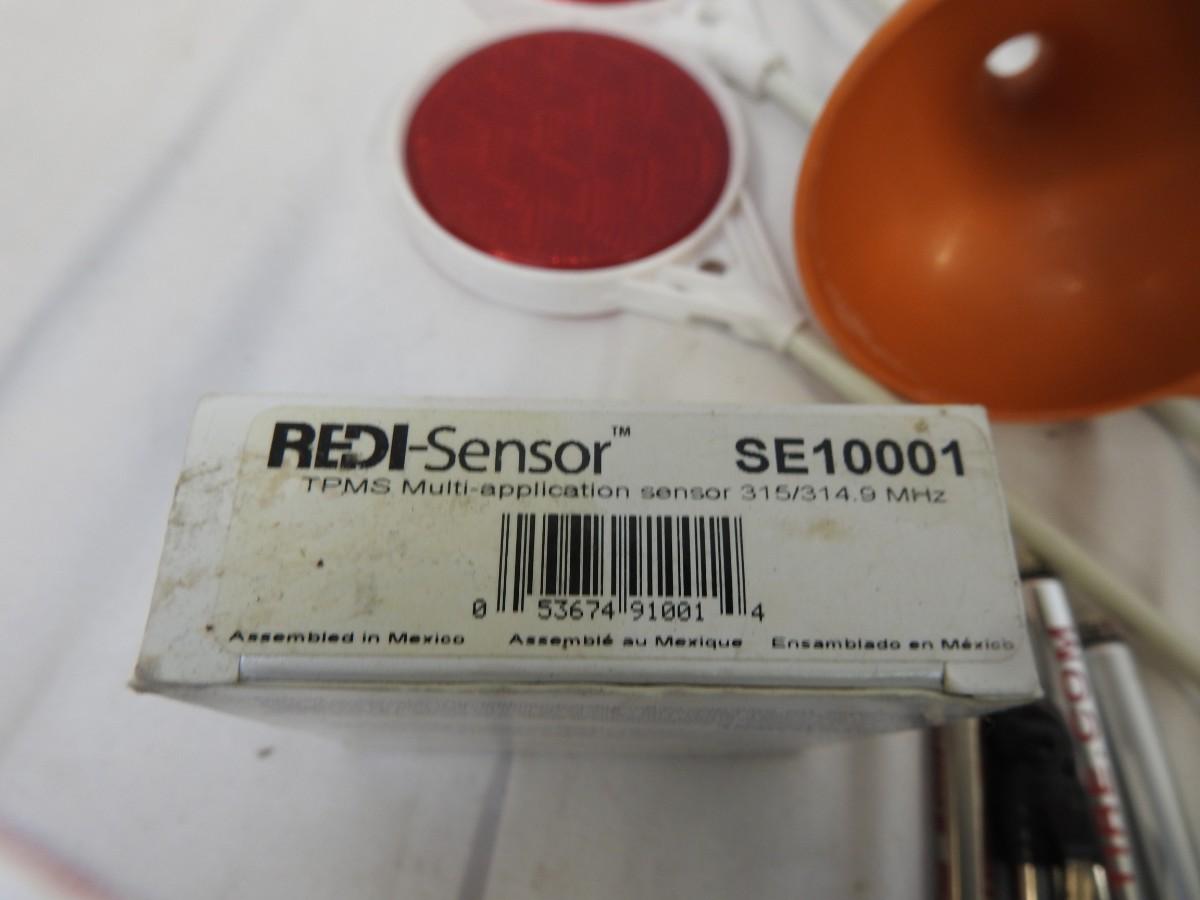 REDI-Sensor™ SE10001
TPMS Multi-application sensor 315/314.9 MHz
0 53674 91001 4
Assembled in Mexico Assemblé au Mexique Ensamblado en México
.COM